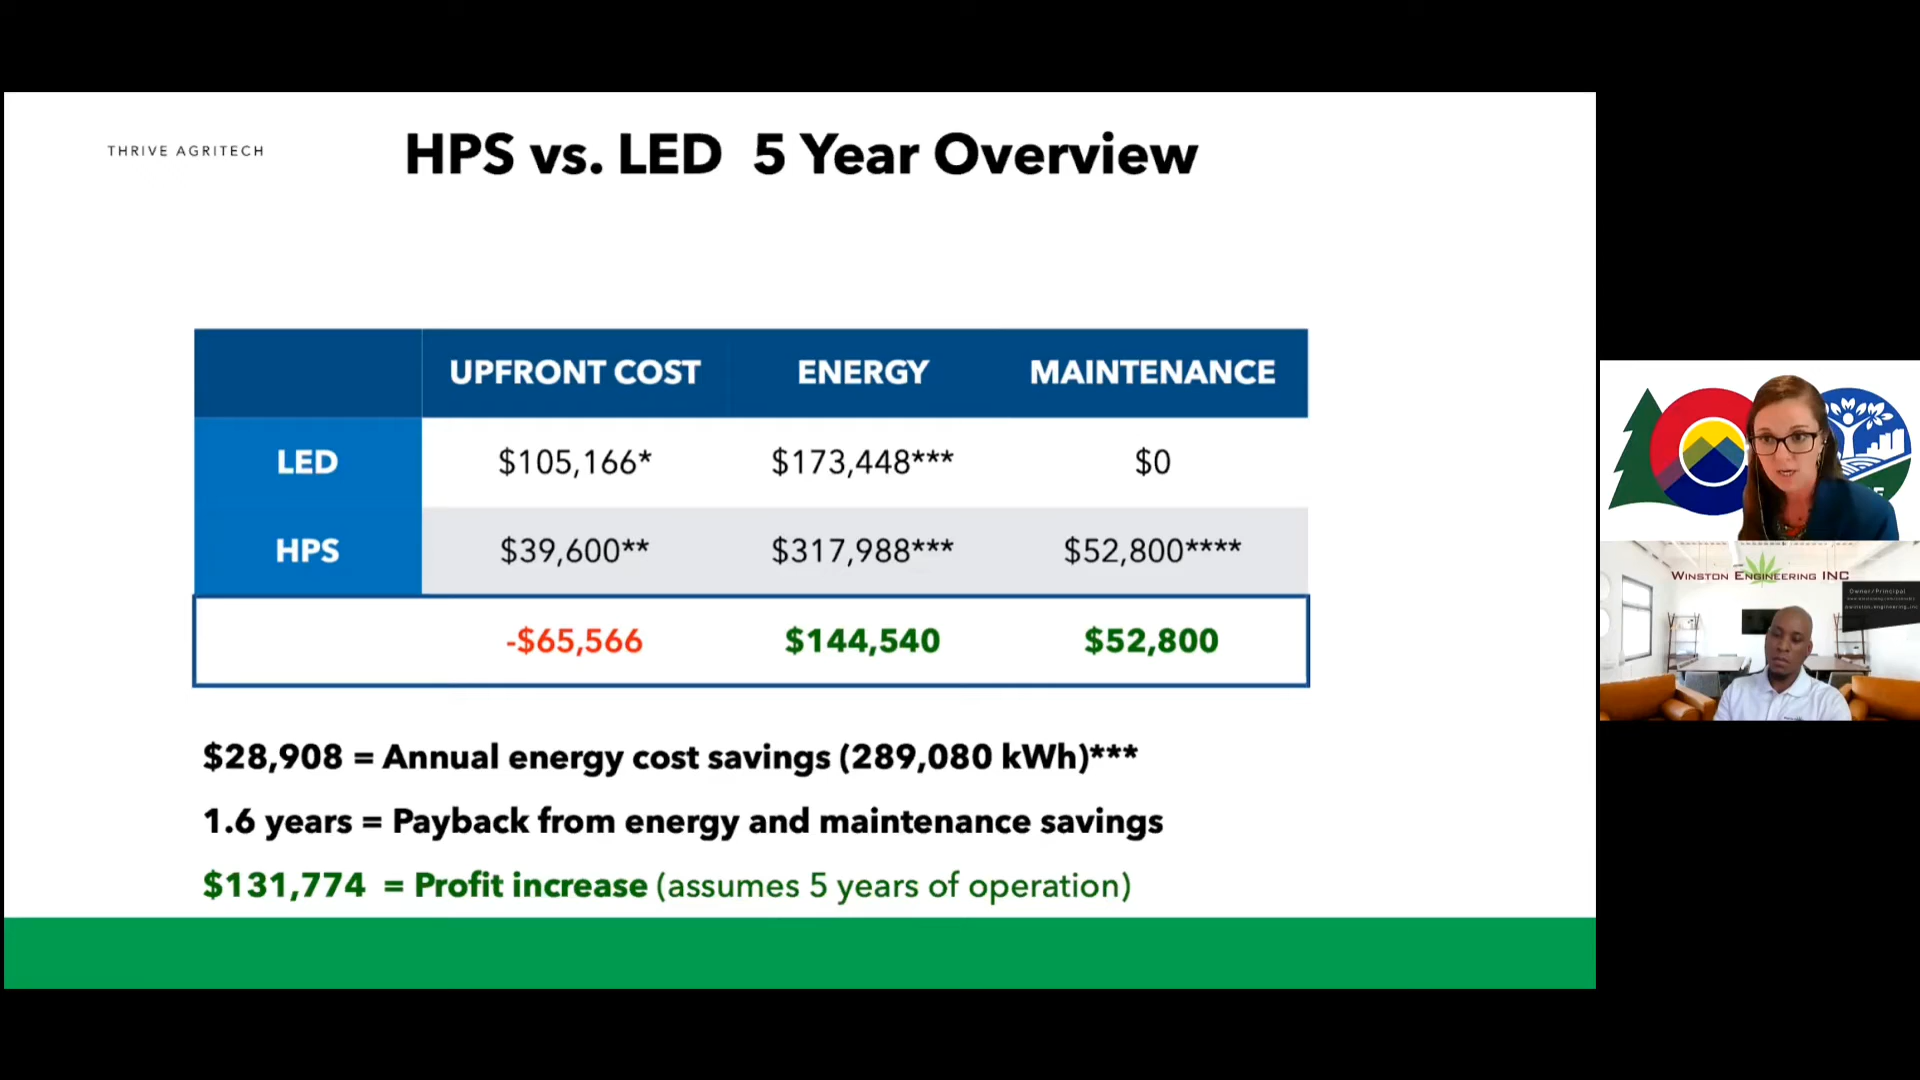 THRIVE AGRITECH
HPS vs. LED 5 Year Overview
UPFRONT COST ENERGY MAINTENANCE
LED $105,166* $173,448*** $0
HPS $39,600** $317,988*** $52,800****
-$65,566 $144,540 $52,800
$28,908 = Annual energy cost savings (289,080 kWh)***
1.6 years = Payback from energy and maintenance savings
$131,774 = Profit increase (assumes 5 years of operation)
WINSTON ENGINEERING INC
Owner/Principal